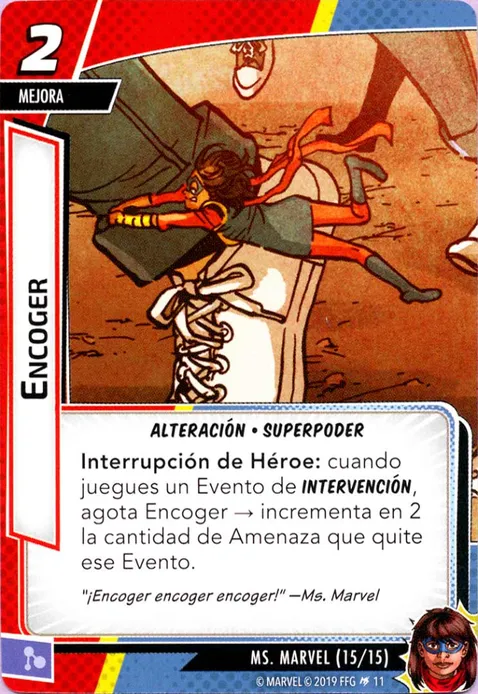 2
MEJORA
ENCOGER
ALTERACIÓN • SUPERPODER
Interrupción de Héroe: cuando
juegues un Evento de INTERVENCIÓN,
agota Encoger → incrementa en 2
la cantidad de Amenaza que quite
ese Evento.
"¡Encoger encoger encoger!" —Ms. Marvel
MS. MARVEL (15/15)
© MARVEL © 2019 FFG 11